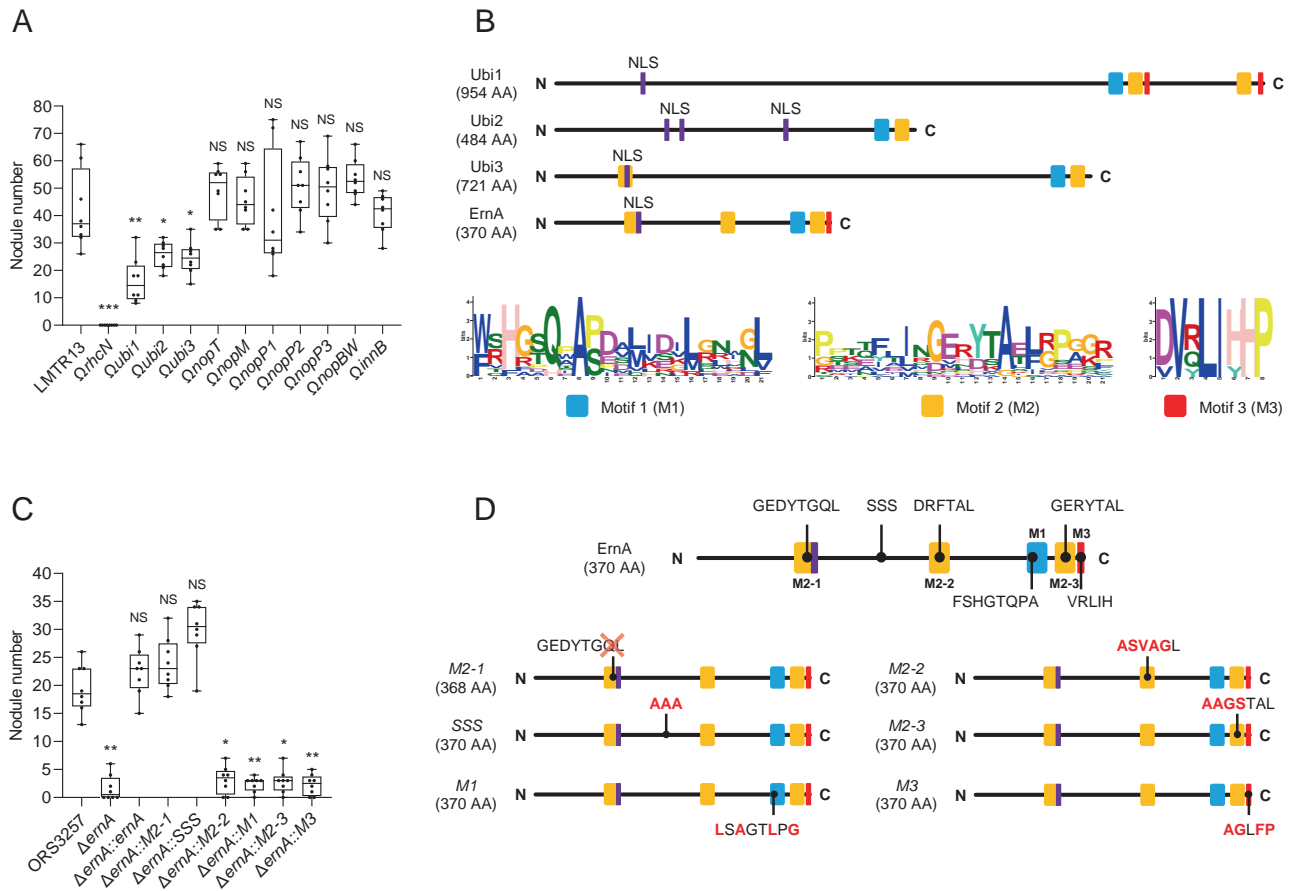 A
Nodule number
80
70
60
50
40
30
20
10
0
***
**
*
*
NS
NS
NS
NS
NS
NS
NS
LMTR13
ΩrhcN
Ωubi1
Ωubi2
Ωubi3
ΩnopT
ΩnopM
ΩnopP1
ΩnopP2
ΩnopP3
ΩnopBW
ΩinnB
B
Ubi1
(954 AA)
N
NLS
C
Ubi2
(484 AA)
N
NLS
NLS
C
Ubi3
(721 AA)
N
NLS
C
ErnA
(370 AA)
N
NLS
C
Motif 1 (M1)
Motif 2 (M2)
Motif 3 (M3)
C
Nodule number
40
35
30
25
20
15
10
5
0
**
NS
NS
NS
*
**
*
**
ORS3257
ΔernA
ΔernA::ernA
ΔernA::M2-1
ΔernA::SSS
ΔernA::M2-2
ΔernA::M1
ΔernA::M2-3
ΔernA::M3
D
GEDYTGQL
SSS
DRFTAL
GERYTAL
ErnA
(370 AA)
N
M1
M3
C
M2-1
M2-2
M2-3
FSHGTQPA
VRLIH
GEDYTGQL
M2-1
(368 AA)
N
C
AAA
SSS
(370 AA)
N
C
M1
(370 AA)
N
C
LSAGTLPG
ASVAGL
M2-2
(370 AA)
N
C
AAGSTAL
M2-3
(370 AA)
N
C
M3
(370 AA)
N
C
AGLFP